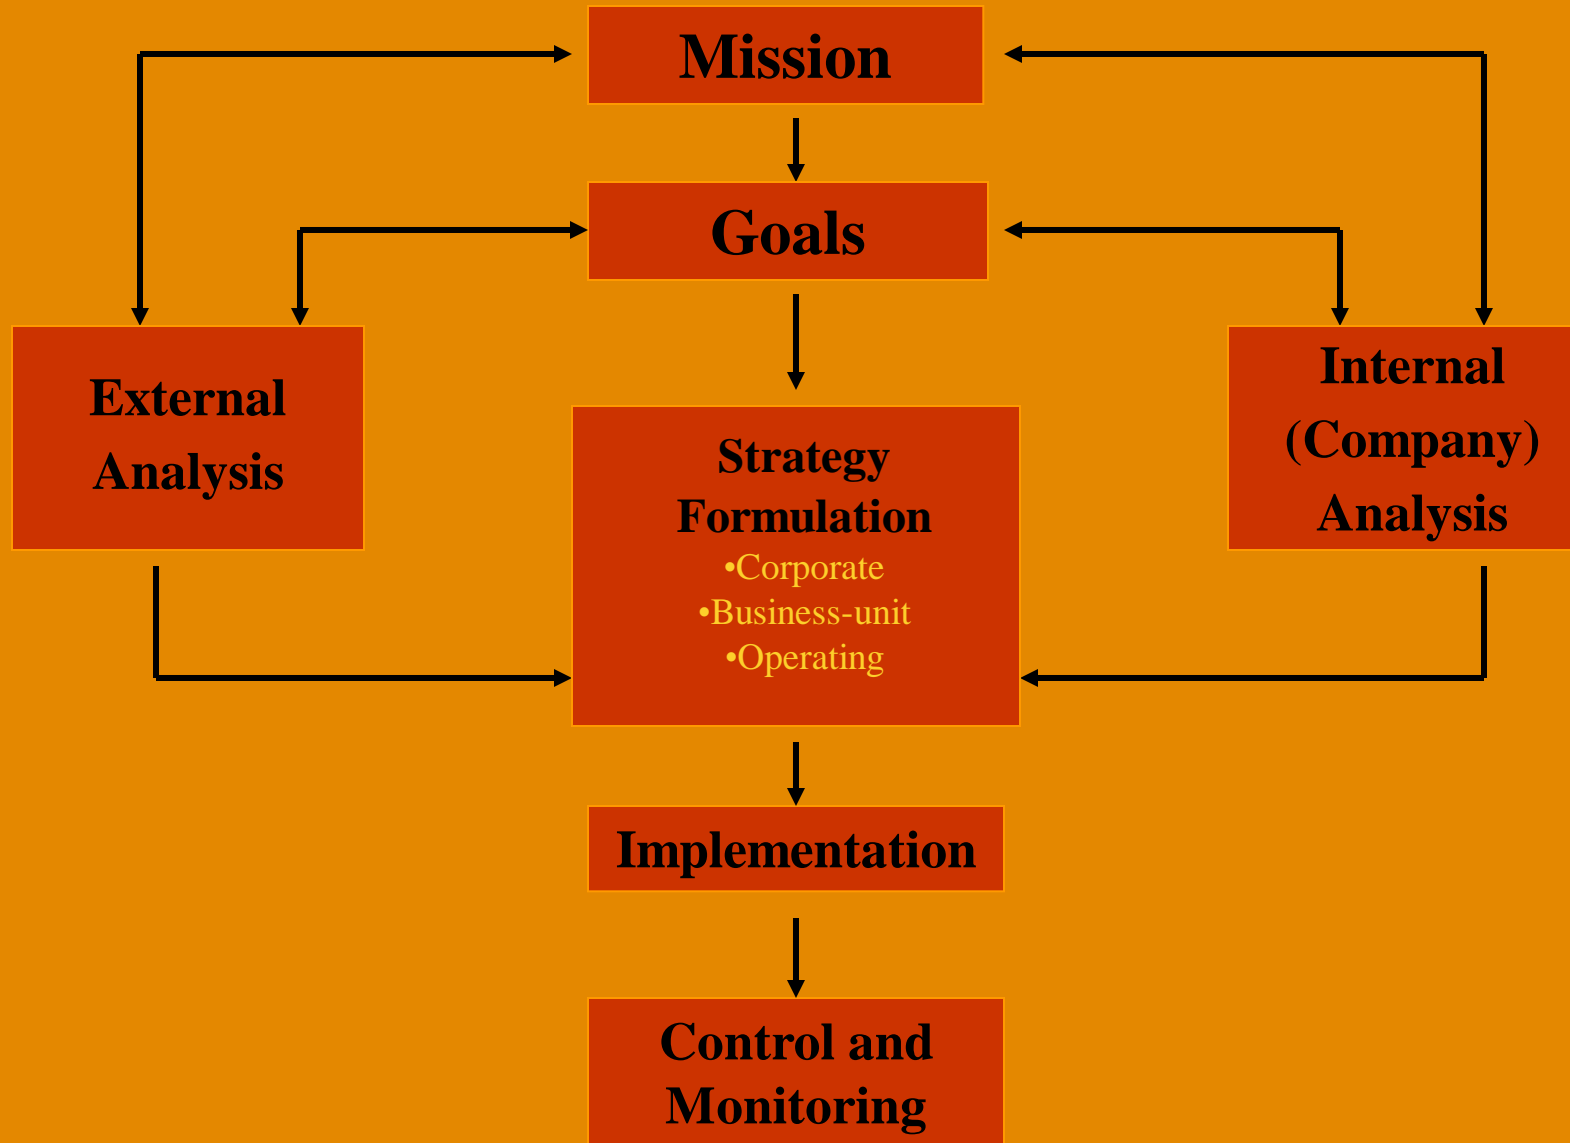 Mission
Goals
External
Analysis
Internal
(Company)
Analysis
Strategy
Formulation
•Corporate
•Business-unit
•Operating
Implementation
Control and
Monitoring